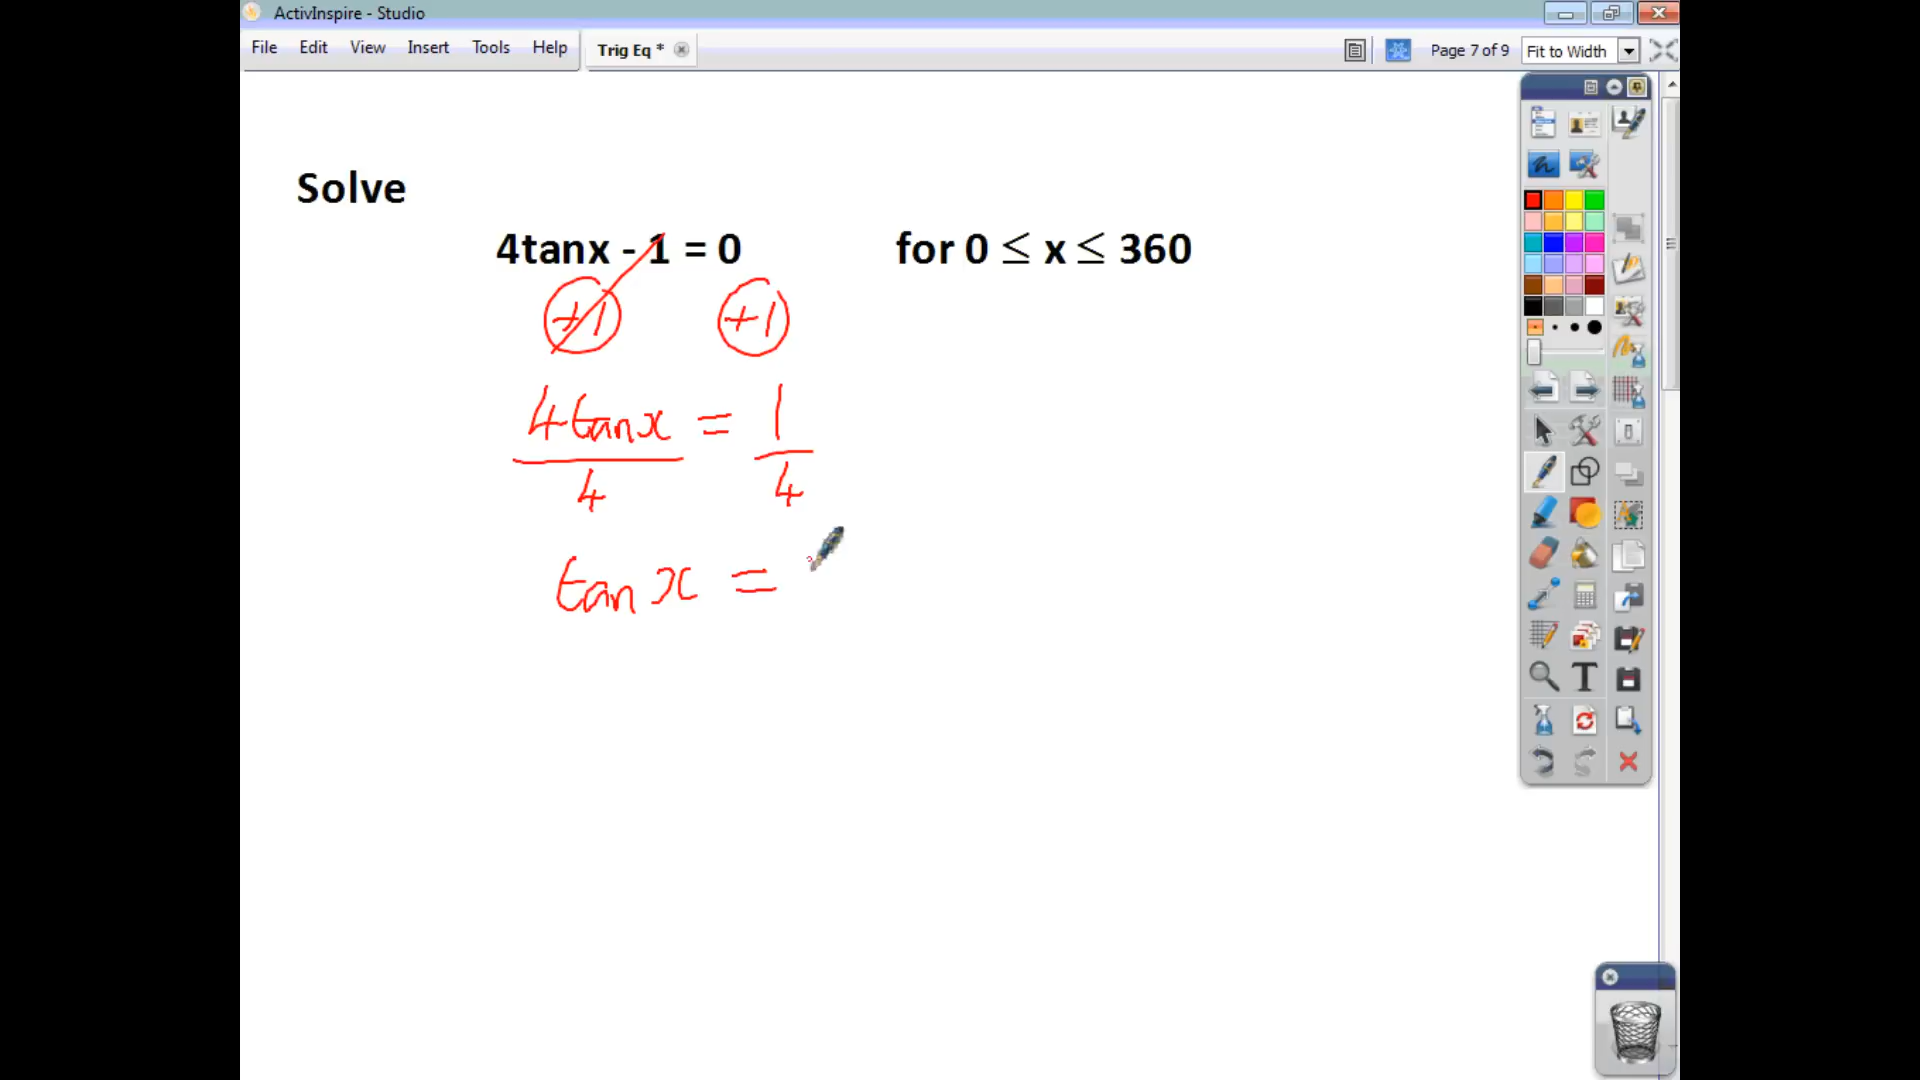 ActivInspire - Studio
File Edit View Insert Tools Help Trig Eq * Page 7 of 9 Fit to Width
Solve
4tanx - 1 = 0 for 0 ≤ x ≤ 360
+1 +1
4tanx = 1
4 4
tan x =
T